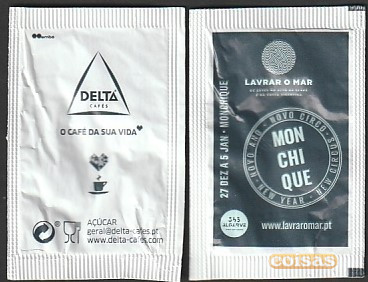 DELTA
CAFÉS
O CAFÉ DA SUA VIDA
AÇÚCAR
geral@delta-cafes.pt
www.delta-cafes.com
LAVRAR O MAR
27 DEZ A 5 JAN · MONCHIQUE
NOVO ANO · NOVO CIRCO · NEW CIRCUS · NEW YEAR
MON
CHI
QUE
365
ALGARVE
www.lavraromar.pt
coisas